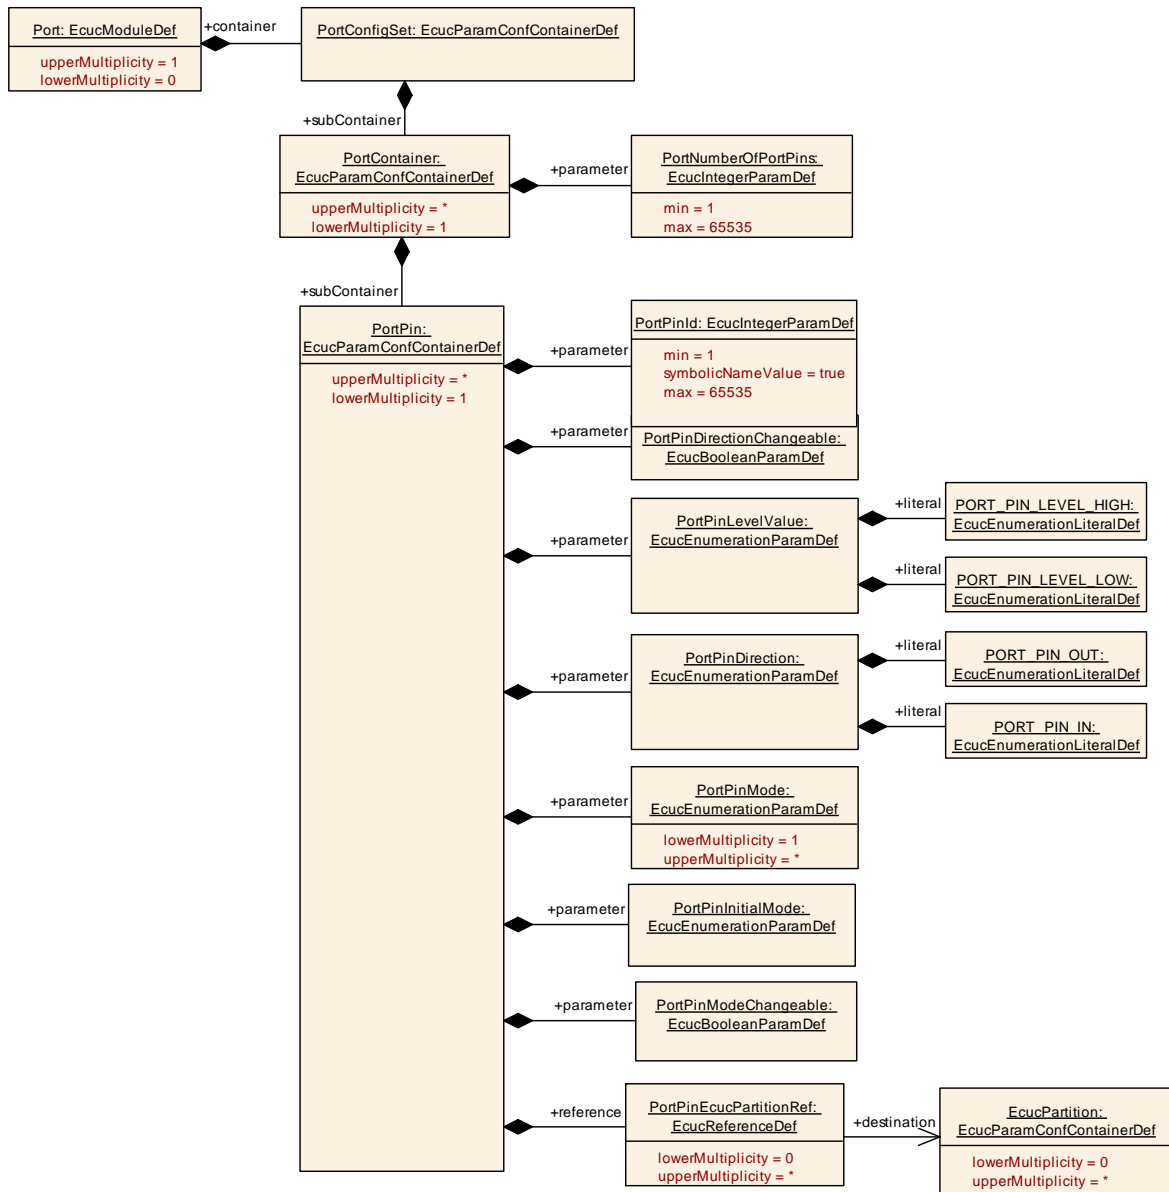 Port: EcucModuleDef
upperMultiplicity = 1
lowerMultiplicity = 0
+container
PortConfigSet: EcucParamConfContainerDef
+subContainer
PortContainer:
EcucParamConfContainerDef
upperMultiplicity = *
lowerMultiplicity = 1
+parameter
PortNumberOfPortPins:
EcucIntegerParamDef
min = 1
max = 65535
+subContainer
PortPin:
EcucParamConfContainerDef
upperMultiplicity = *
lowerMultiplicity = 1
+parameter
PortPinId: EcucIntegerParamDef
min = 1
symbolicNameValue = true
max = 65535
+parameter
PortPinDirectionChangeable:
EcucBooleanParamDef
+parameter
PortPinLevelValue:
EcucEnumerationParamDef
+literal
PORT_PIN_LEVEL_HIGH:
EcucEnumerationLiteralDef
+literal
PORT_PIN_LEVEL_LOW:
EcucEnumerationLiteralDef
+parameter
PortPinDirection:
EcucEnumerationParamDef
+literal
PORT_PIN_OUT:
EcucEnumerationLiteralDef
+literal
PORT_PIN_IN:
EcucEnumerationLiteralDef
+parameter
PortPinMode:
EcucEnumerationParamDef
lowerMultiplicity = 1
upperMultiplicity = *
+parameter
PortPinInitialMode:
EcucEnumerationParamDef
+parameter
PortPinModeChangeable:
EcucBooleanParamDef
+reference
PortPinEcucPartitionRef:
EcucReferenceDef
lowerMultiplicity = 0
upperMultiplicity = *
+destination
EcucPartition:
EcucParamConfContainerDef
lowerMultiplicity = 0
upperMultiplicity = *